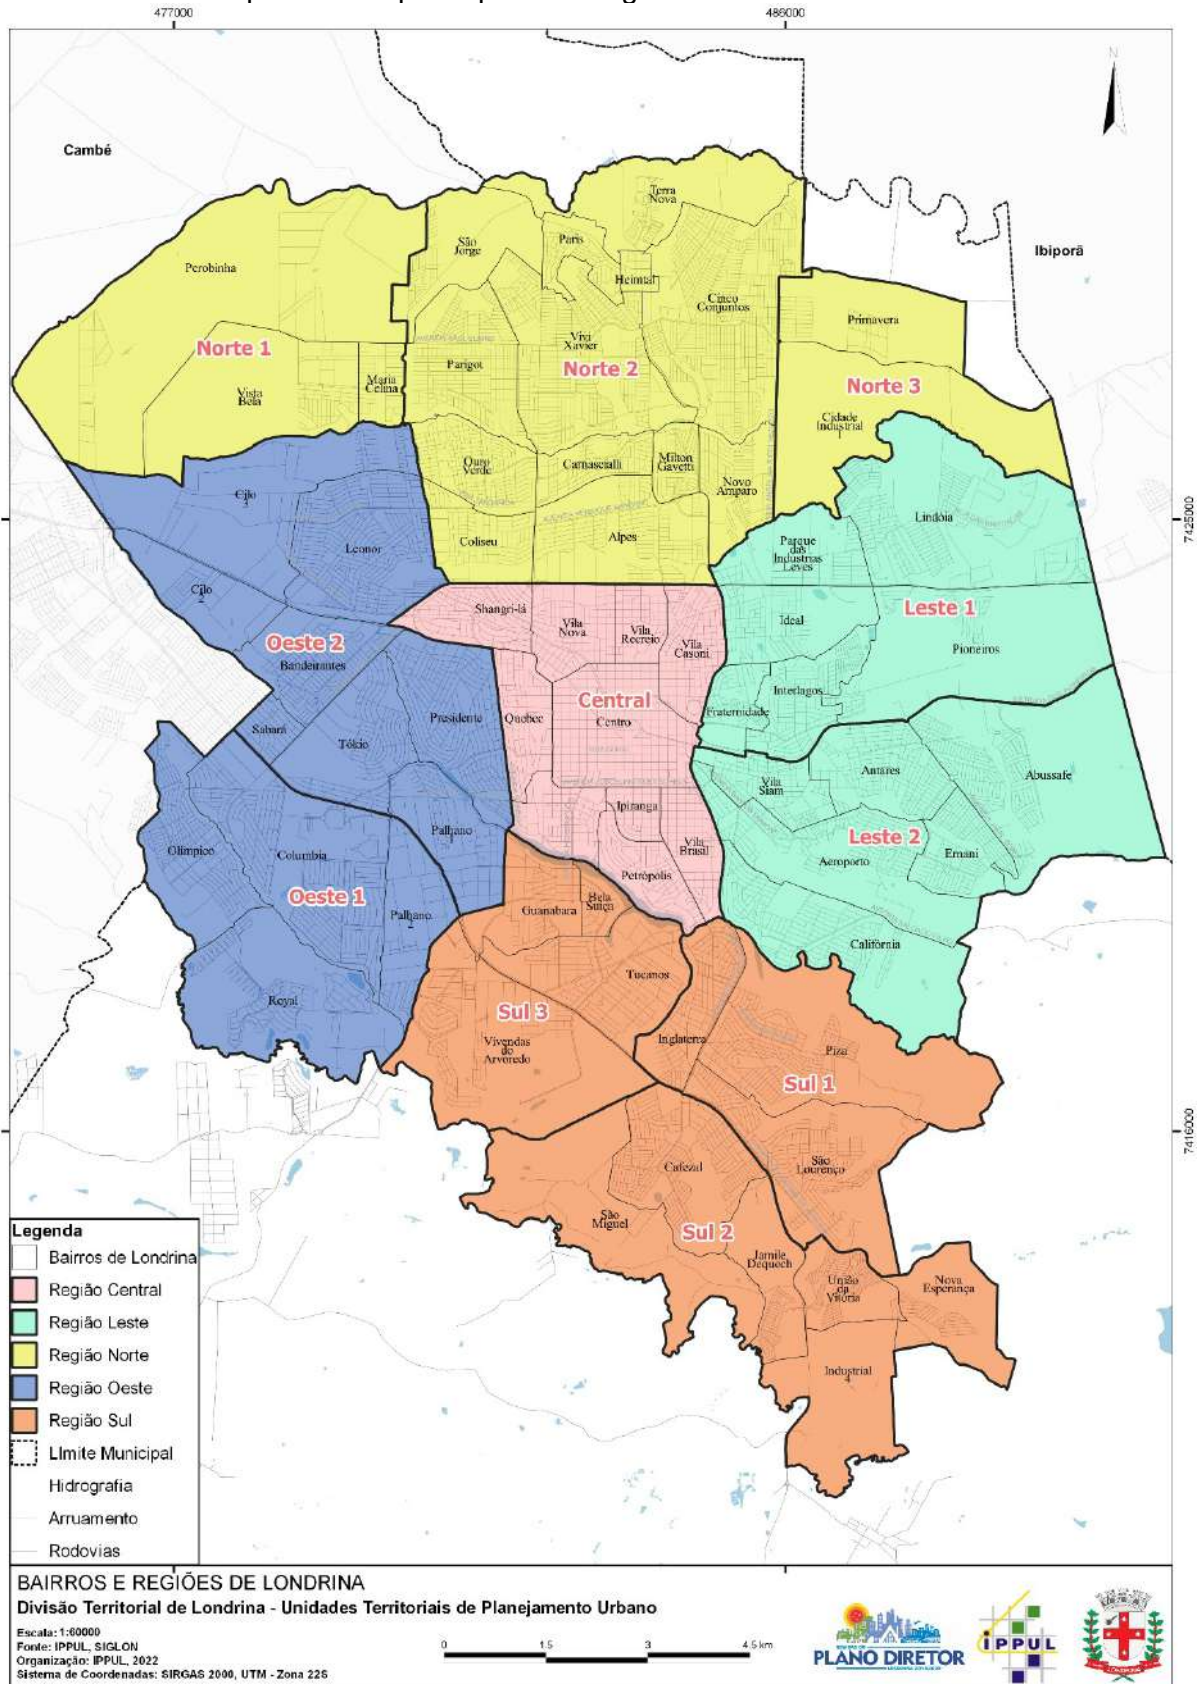 477000
486000
N
Cambé
Ibiporã
Terra
Nova
São
Jorge
Paris
Perobinha
Heimtal
Cinco
Conjuntos
Primavera
Norte 1
Vivi
Xavier
Norte 2
Parigot
Maria
Celina
Vista
Bela
Norte 3
Cidade
Industrial
1
Ouro
Verde
Carnascialli
Milton
Gavetti
Novo
Amparo
Cilo
3
Lindóia
7425000
Coliseu
Alpes
Leonor
Parque
das
Indústrias
Leves
Cilo
2
Shangri-lá
Vila
Nova
Vila
Recreio
Vila
Casoni
Ideal
Leste 1
Pioneiros
Oeste 2
Bandeirantes
Interlagos
Central
Centro
Fraternidade
Presidente
Quebec
Sabará
Tókio
Antares
Abussafe
Vila
Siam
Ipiranga
Palhano
1
Vila
Brasil
Leste 2
Aeroporto
Ernani
Olímpico
Columbia
Petrópolis
Oeste 1
Bela
Suiça
Guanabara
Palhano
2
Califórnia
Tucanos
Royal
Sul 3
Vivendas
do
Arvoredo
Inglaterra
Piza
Sul 1
7416000
Cafezal
São
Lourenço
São
Miguel
Sul 2
Jamile
Dequech
União
da
Vitória
Nova
Esperança
Industrial
4
Legenda
Bairros de Londrina
Região Central
Região Leste
Região Norte
Região Oeste
Região Sul
LImite Municipal
Hidrografia
Arruamento
Rodovias
BAIRROS E REGIÕES DE LONDRINA
Divisão Territorial de Londrina - Unidades Territoriais de Planejamento Urbano
Escala: 1:60000
Fonte: IPPUL, SIGLON
Organização: IPPUL, 2022
Sistema de Coordenadas: SIRGAS 2000, UTM - Zona 22S
0 1,5 3 4,5 km
PLANO DIRETOR
IPPUL
LONDRINA